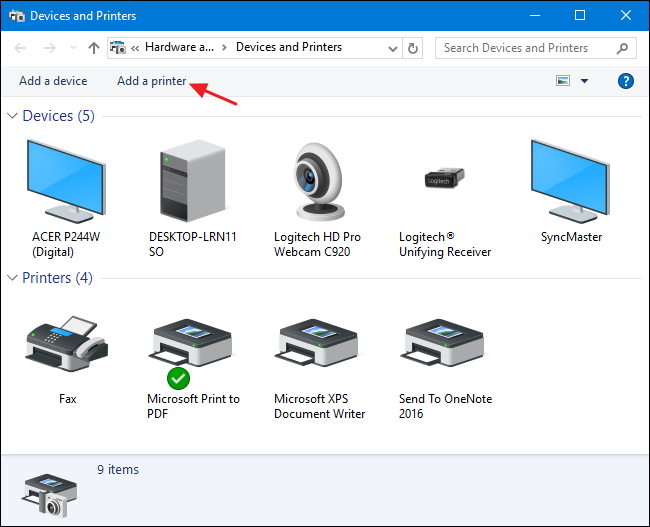 Devices and Printers
« Hardware a... › Devices and Printers
Search Devices and Printers
Add a device Add a printer
?
Devices (5)
ACER P244W
(Digital)
DESKTOP-LRN11
SO
Logitech HD Pro
Webcam C920
Logitech
Logitech®
Unifying Receiver
SyncMaster
Printers (4)
Fax
Microsoft Print to
PDF
Microsoft XPS
Document Writer
Send To OneNote
2016
9 items